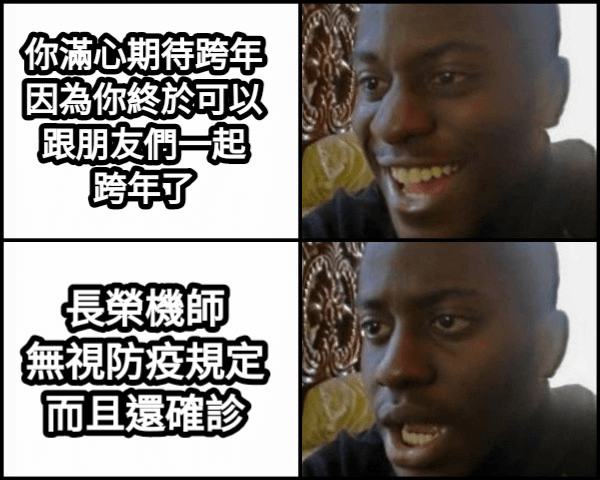 你滿心期待跨年
因為你終於可以
跟朋友們一起
跨年了
長榮機師
無視防疫規定
而且還確診